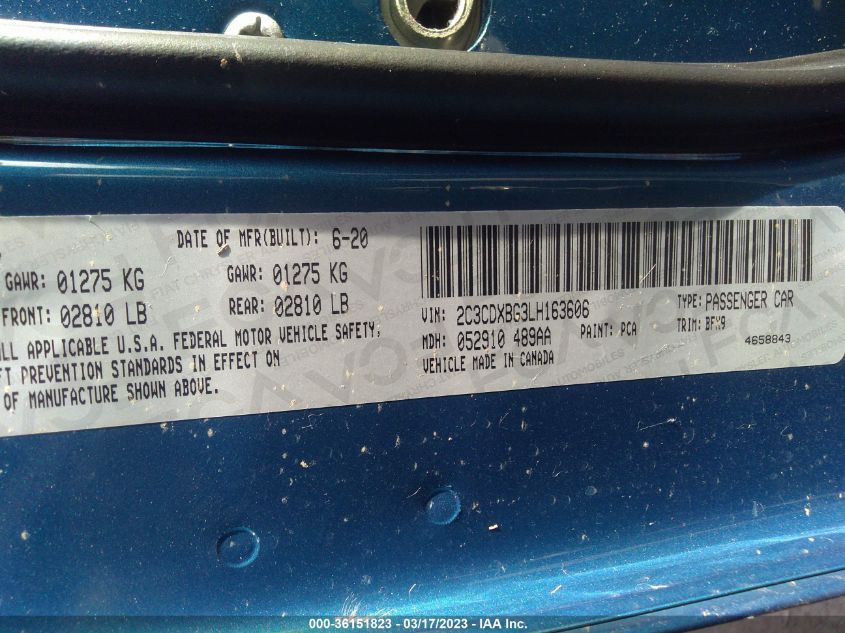 DATE OF MFR(BUILT): 6-20
GAWR: 01275 KG GAWR: 01275 KG
FRONT: 02810 LB REAR: 02810 LB
ALL APPLICABLE U.S.A. FEDERAL MOTOR VEHICLE SAFETY,
PREVENTION STANDARDS IN EFFECT ON
OF MANUFACTURE SHOWN ABOVE.
VIN: 2C3CDXBG3LH163606 TYPE: PASSENGER CAR
MDH: 052910 489AA PAINT: PCA TRIM: BFX9
VEHICLE MADE IN CANADA 4658843
000-36151823 - 03/17/2023 - IAA Inc.